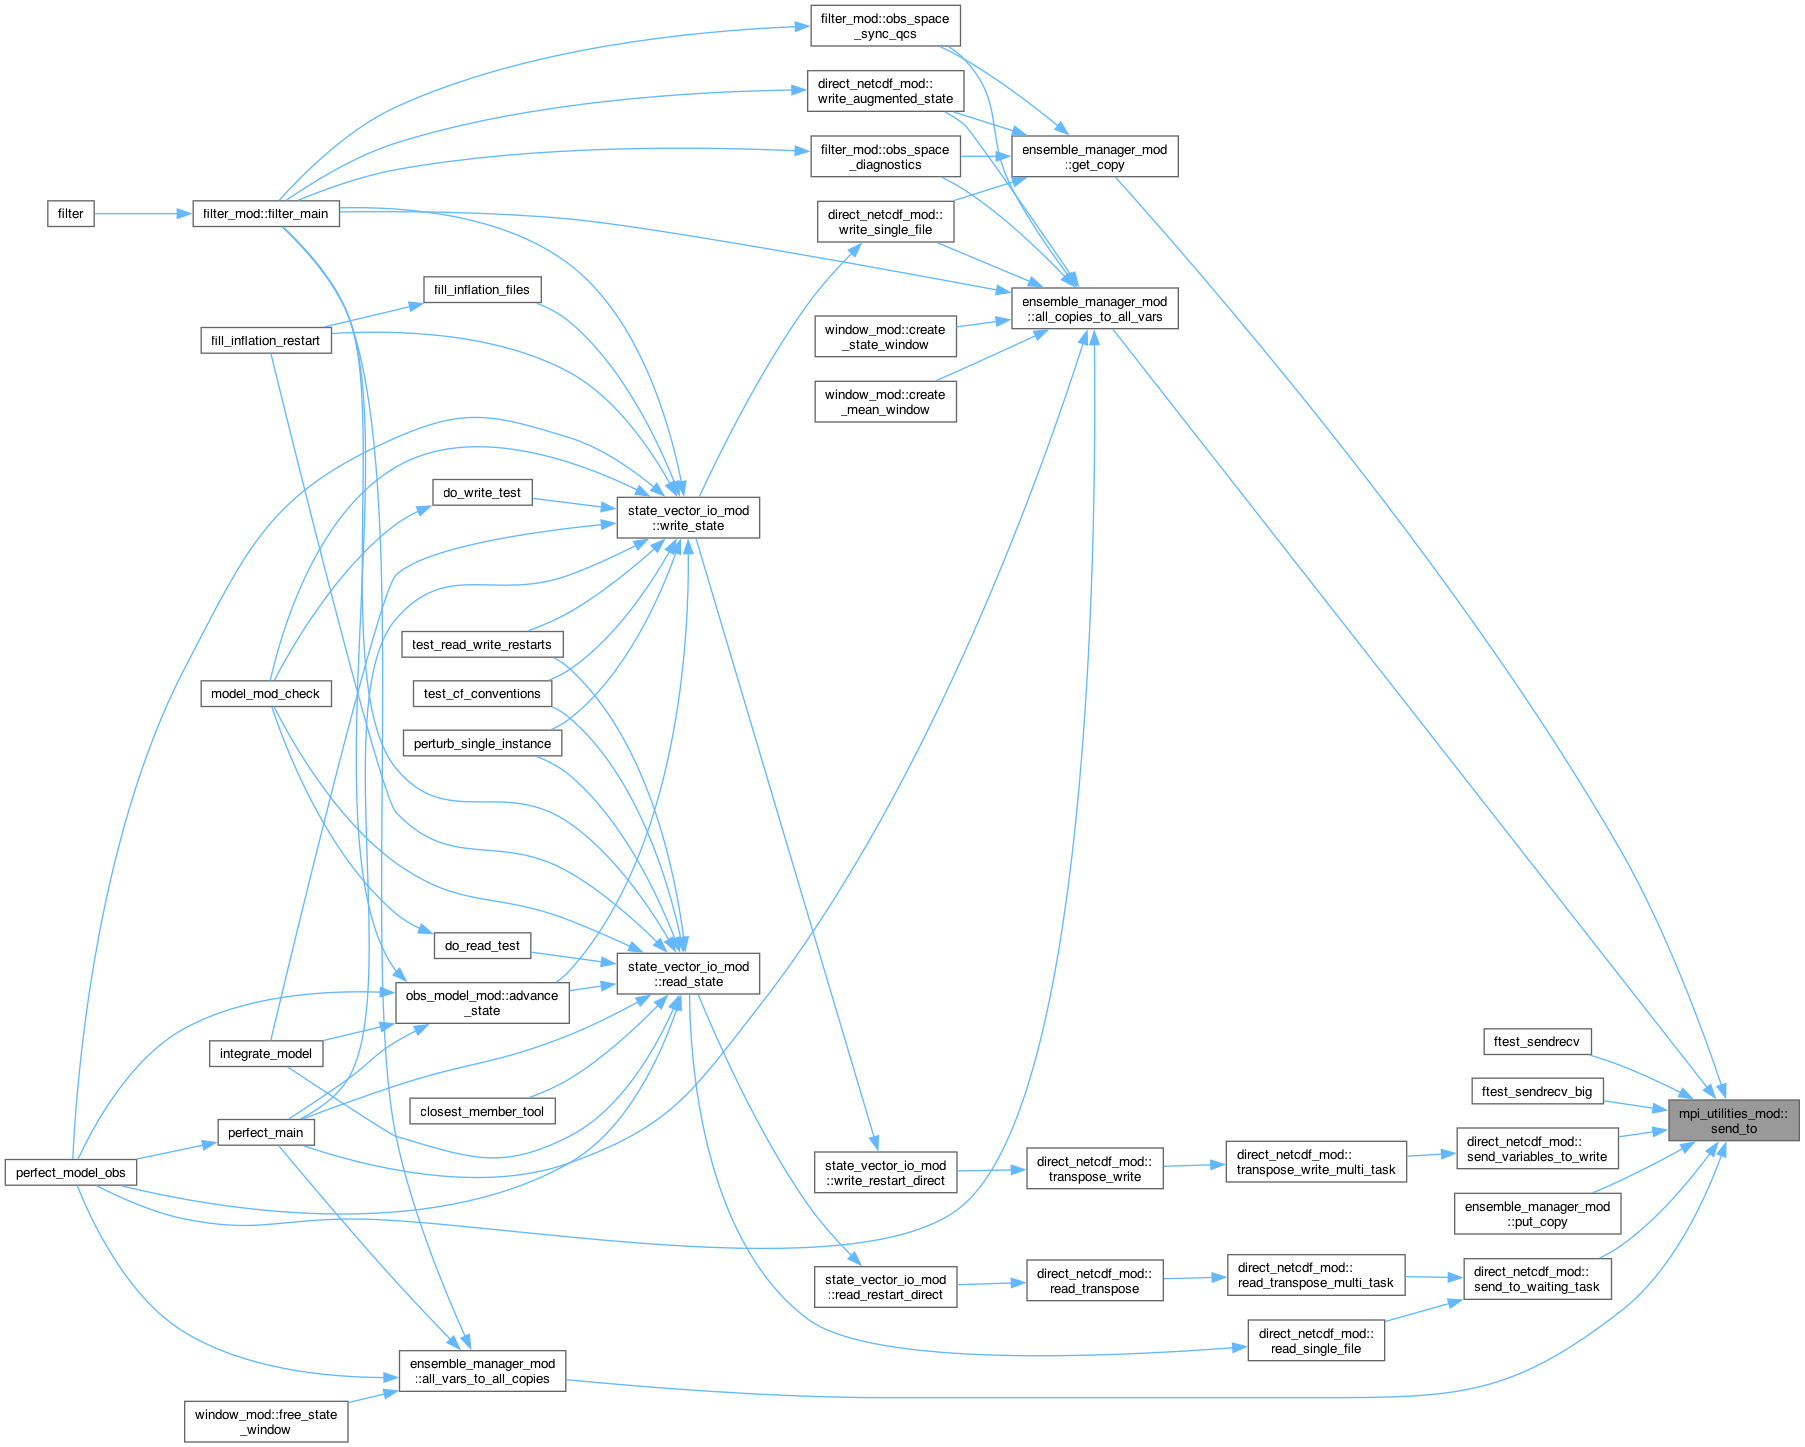 filter_mod::obs_space
_sync_qcs
direct_netcdf_mod::
write_augmented_state
filter_mod::obs_space
_diagnostics
ensemble_manager_mod
::get_copy
filter
filter_mod::filter_main
direct_netcdf_mod::
write_single_file
fill_inflation_files
ensemble_manager_mod
::all_copies_to_all_vars
fill_inflation_restart
window_mod::create
_state_window
window_mod::create
_mean_window
do_write_test
state_vector_io_mod
::write_state
test_read_write_restarts
model_mod_check
test_cf_conventions
perturb_single_instance
do_read_test
state_vector_io_mod
::read_state
obs_model_mod::advance
_state
integrate_model
ftest_sendrecv
ftest_sendrecv_big
closest_member_tool
mpi_utilities_mod::
send_to
perfect_main
direct_netcdf_mod::
send_variables_to_write
perfect_model_obs
state_vector_io_mod
::write_restart_direct
direct_netcdf_mod::
transpose_write
direct_netcdf_mod::
transpose_write_multi_task
ensemble_manager_mod
::put_copy
state_vector_io_mod
::read_restart_direct
direct_netcdf_mod::
read_transpose
direct_netcdf_mod::
read_transpose_multi_task
direct_netcdf_mod::
send_to_waiting_task
direct_netcdf_mod::
read_single_file
ensemble_manager_mod
::all_vars_to_all_copies
window_mod::free_state
_window